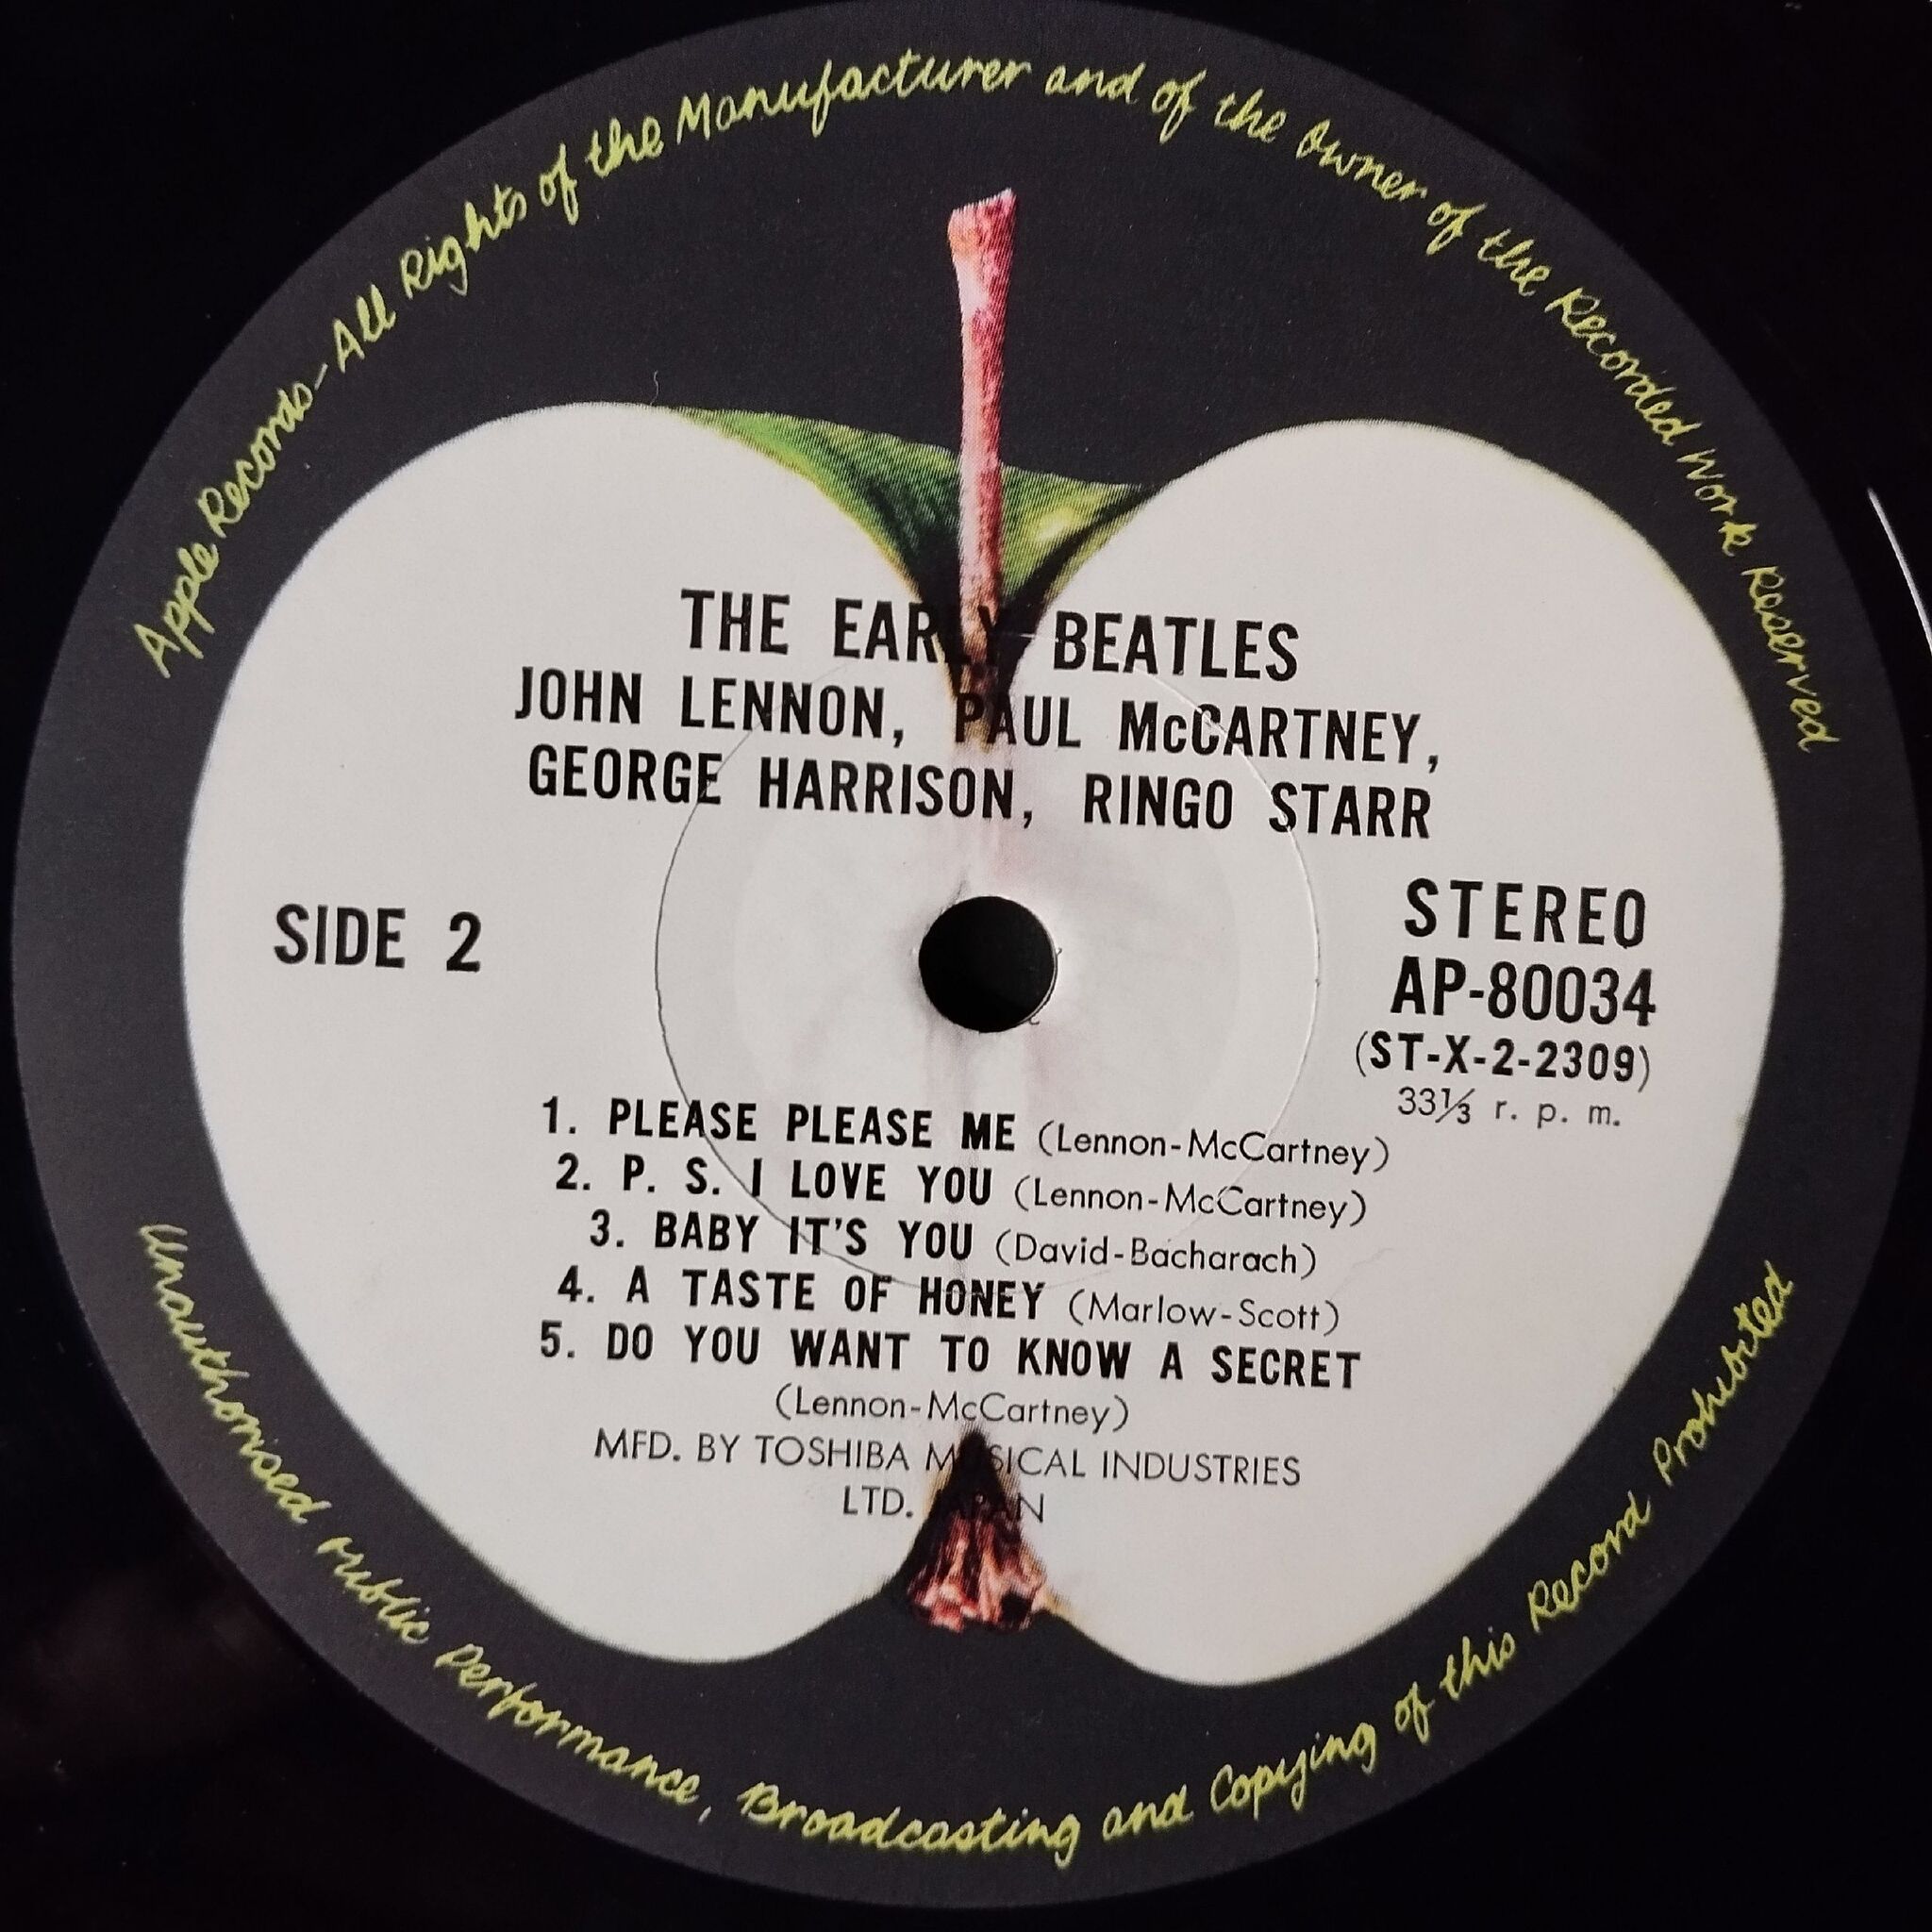 Apple Records - All Rights of the Manufacturer and of the Owner of the Recorded Work Reserved
THE EARLY BEATLES
JOHN LENNON, PAUL McCARTNEY,
GEORGE HARRISON, RINGO STARR
SIDE 2
STEREO
AP-80034
(ST-X-2-2309)
33⅓ r. p. m.
1. PLEASE PLEASE ME (Lennon-McCartney)
2. P. S. I LOVE YOU (Lennon-McCartney)
3. BABY IT'S YOU (David-Bacharach)
4. A TASTE OF HONEY (Marlow-Scott)
5. DO YOU WANT TO KNOW A SECRET
(Lennon-McCartney)
MFD. BY TOSHIBA MUSICAL INDUSTRIES
LTD. JAPAN
Unauthorised Public Performance, Broadcasting and Copying of this Record Prohibited